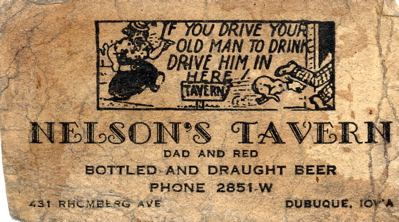 IF YOU DRIVE YOUR
OLD MAN TO DRINK
DRIVE HIM IN
HERE!
TAVERN
NELSON'S TAVERN
DAD AND RED
BOTTLED AND DRAUGHT BEER
PHONE 2851-W
431 RHOMBERG AVE DUBUQUE, IOWA